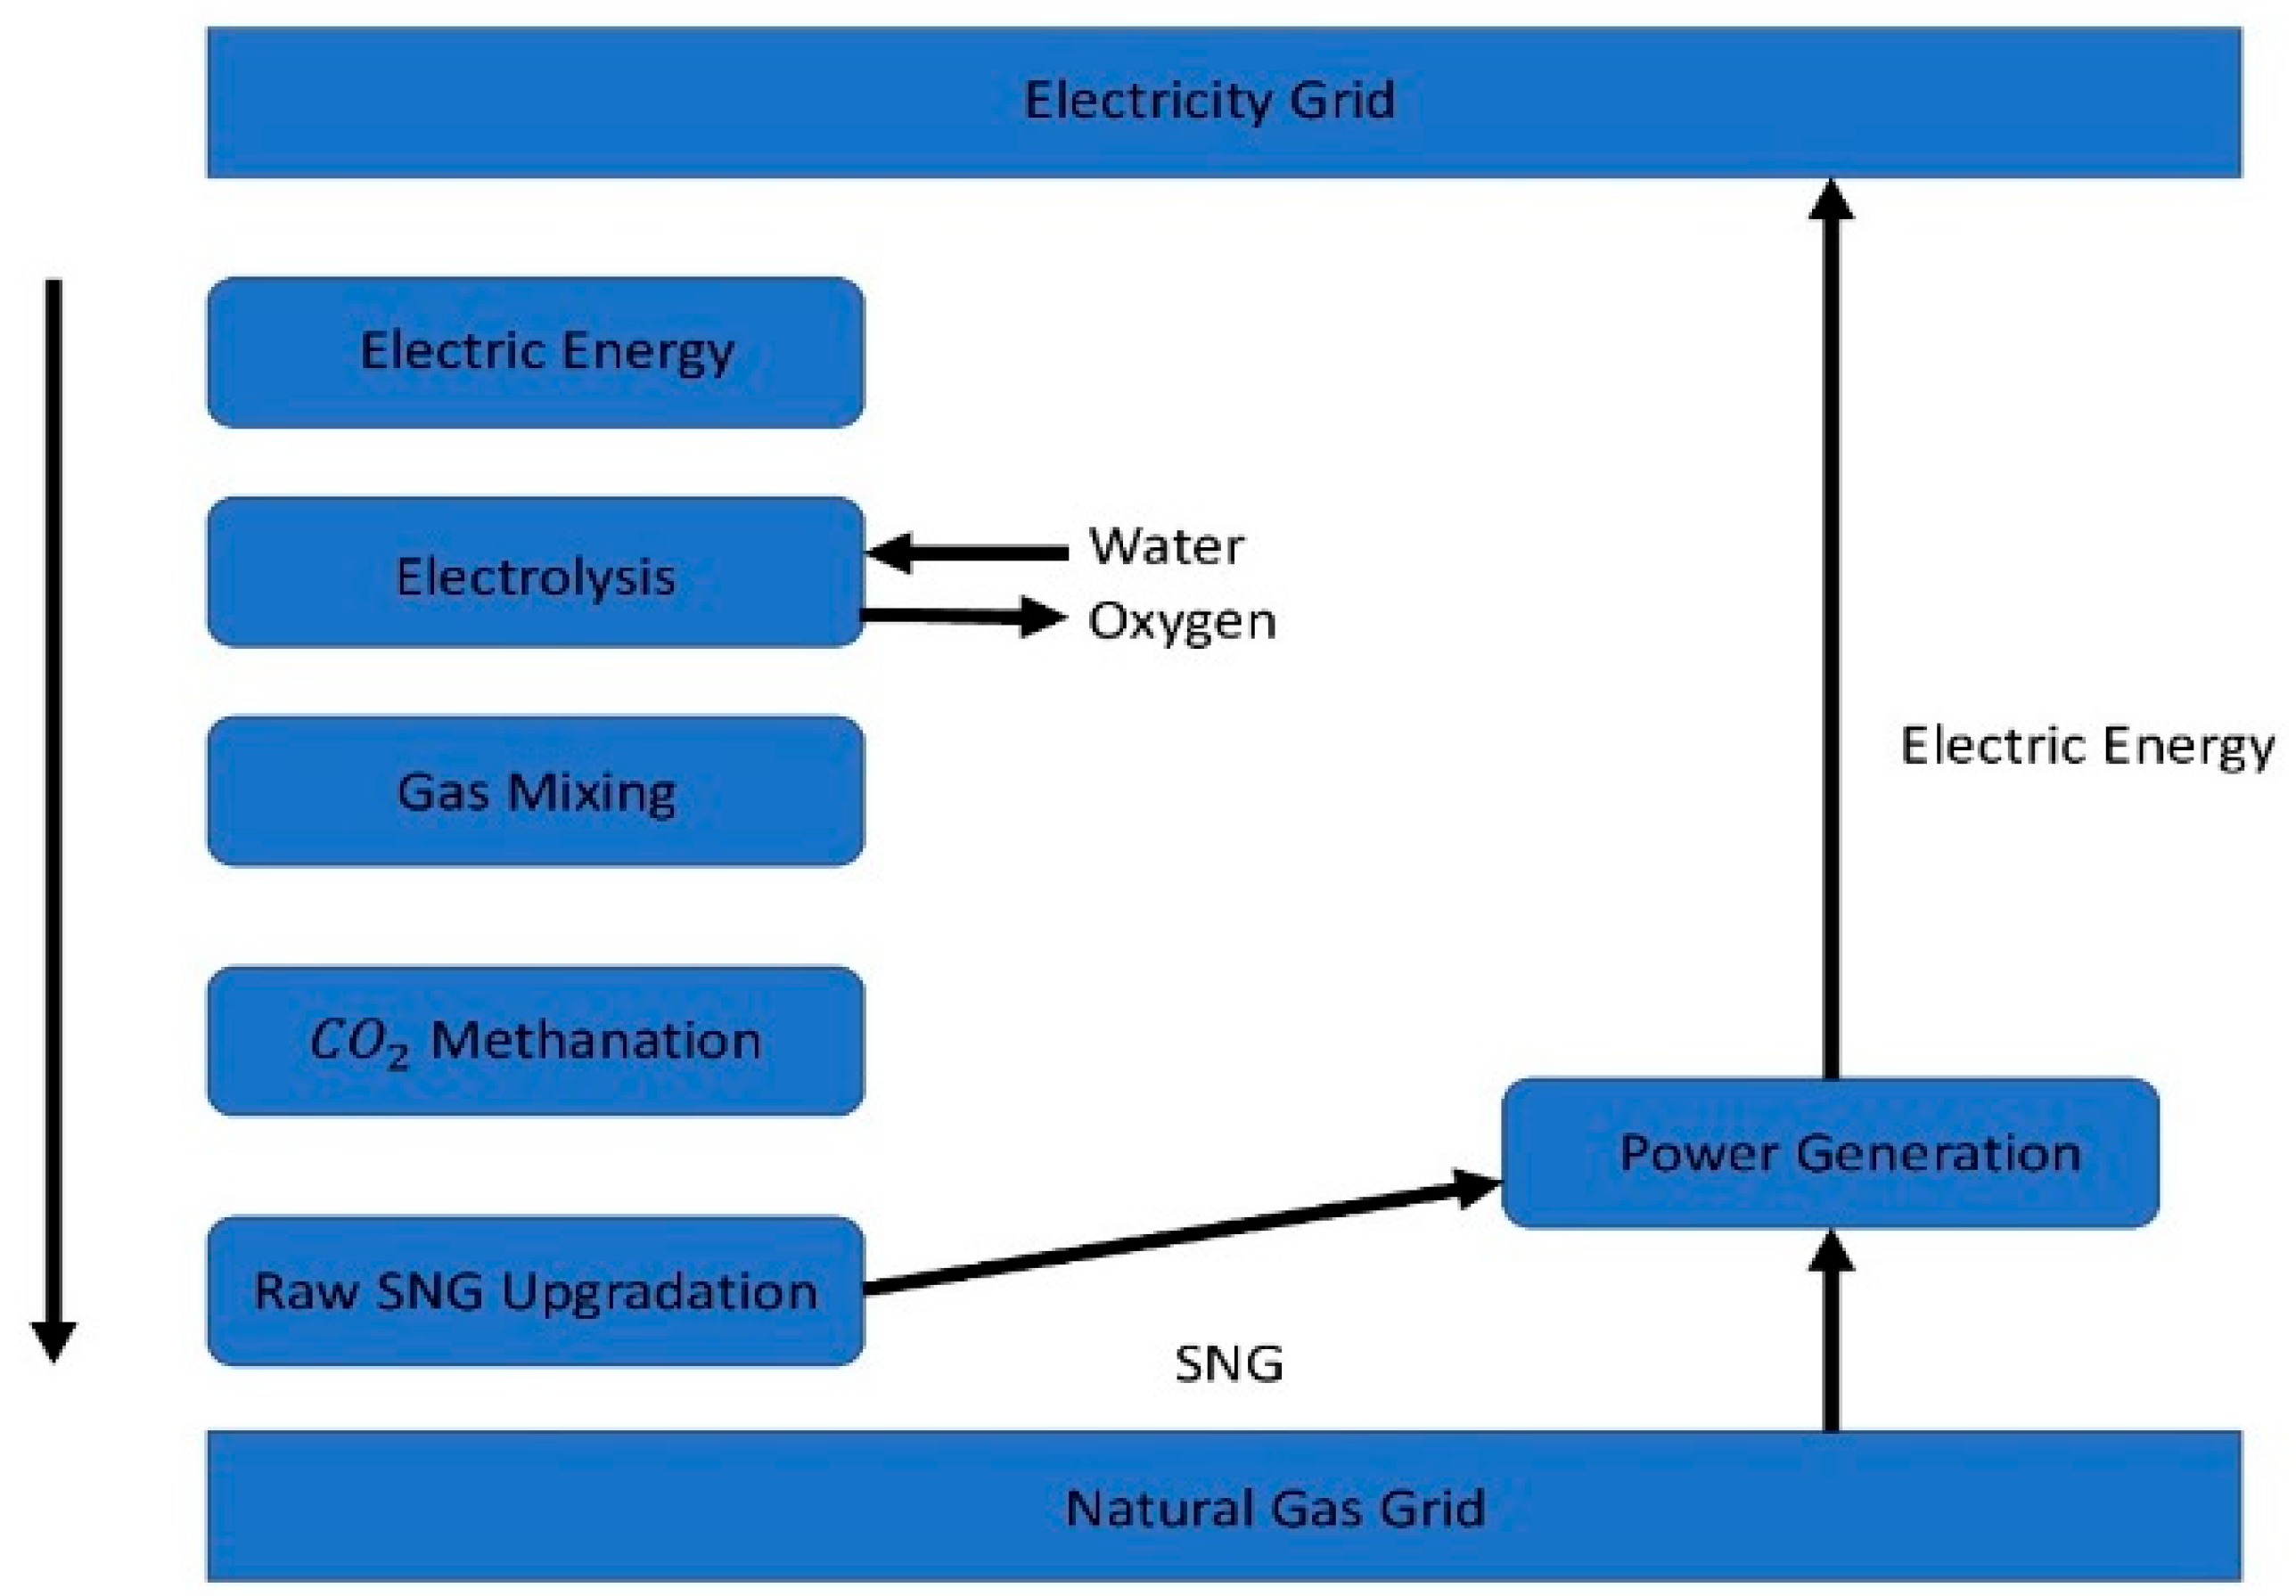 Electricity Grid
Electric Energy
Electrolysis
Water
Oxygen
Gas Mixing
Electric Energy
CO₂ Methanation
Power Generation
Raw SNG Upgradation
SNG
Natural Gas Grid